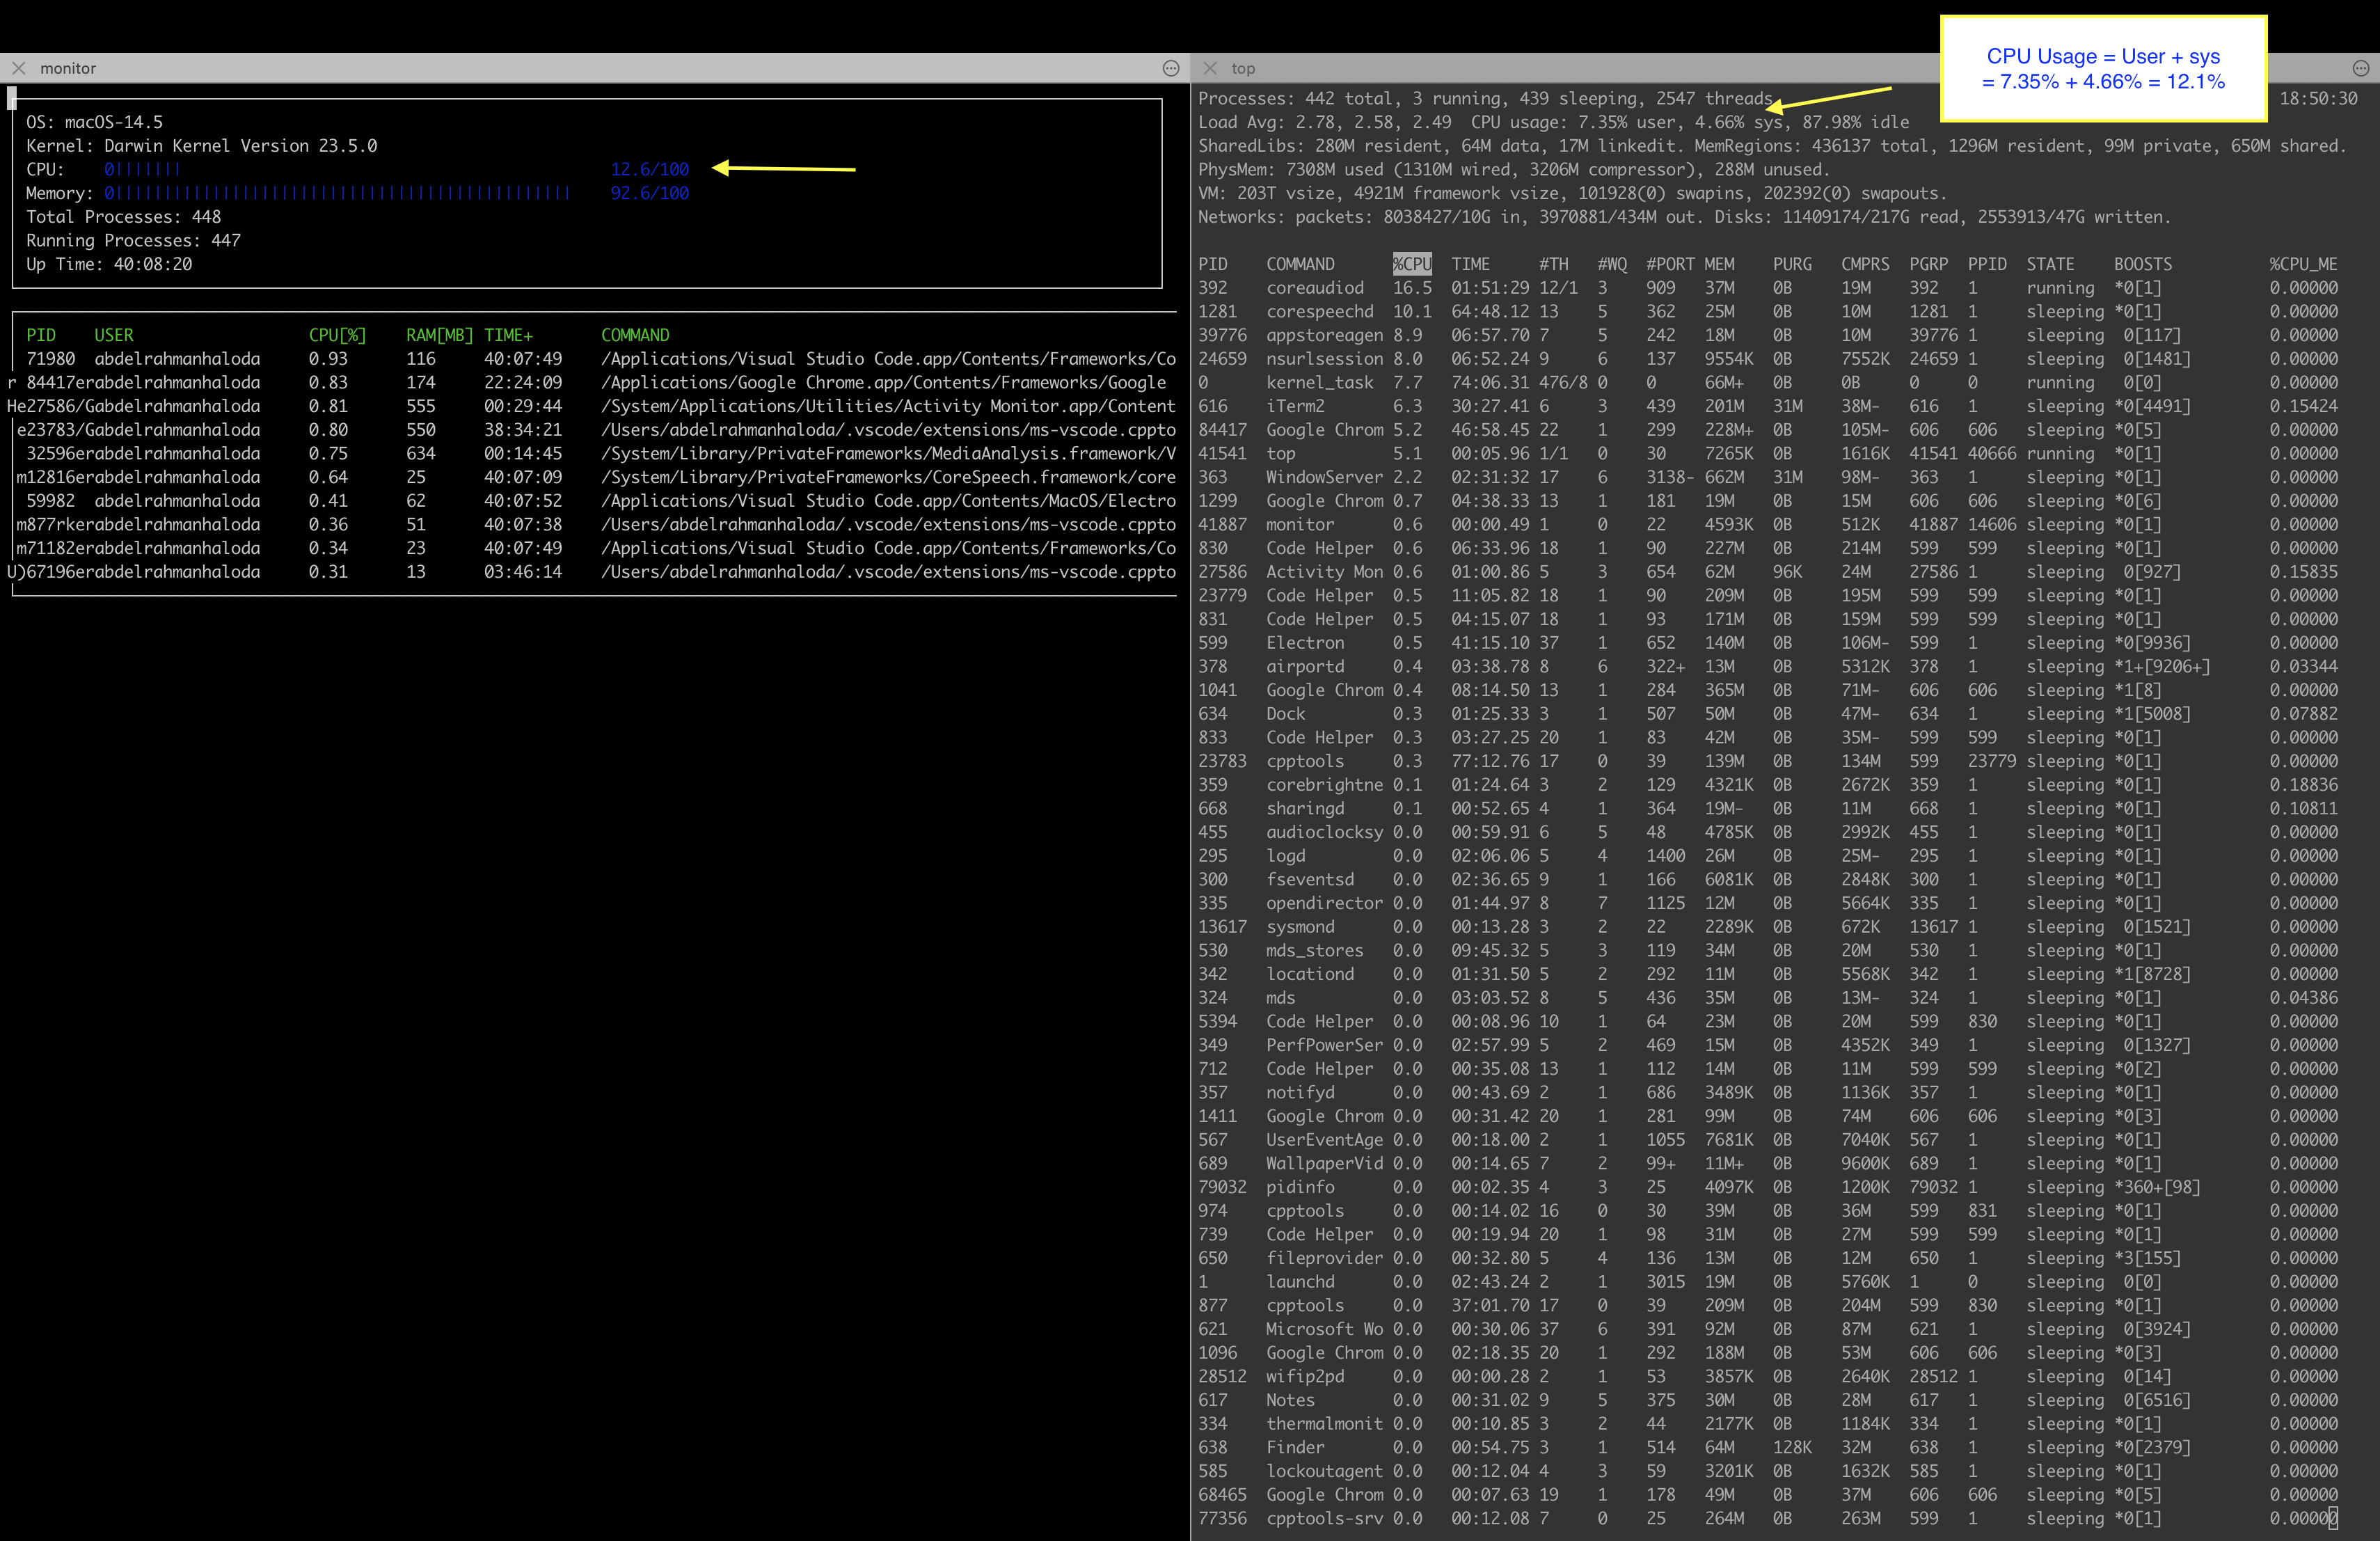 CPU Usage = User + sys
= 7.35% + 4.66% = 12.1%
monitor
OS: macOS-14.5
Kernel: Darwin Kernel Version 23.5.0
CPU: 0||||||| 12.6/100
Memory: 0|||||||||||||||||||||||||||||||||||||||||||||||| 92.6/100
Total Processes: 448
Running Processes: 447
Up Time: 40:08:20
PID USER CPU[%] RAM[MB] TIME+ COMMAND
71980 abdelrahmanhaloda 0.93 116 40:07:49 /Applications/Visual Studio Code.app/Contents/Frameworks/Co
r 84417erabdelrahmanhaloda 0.83 174 22:24:09 /Applications/Google Chrome.app/Contents/Frameworks/Google
He27586/Gabdelrahmanhaloda 0.81 555 00:29:44 /System/Applications/Utilities/Activity Monitor.app/Content
e23783/Gabdelrahmanhaloda 0.80 550 38:34:21 /Users/abdelrahmanhaloda/.vscode/extensions/ms-vscode.cppto
32596erabdelrahmanhaloda 0.75 634 00:14:45 /System/Library/PrivateFrameworks/MediaAnalysis.framework/V
m12816erabdelrahmanhaloda 0.64 25 40:07:09 /System/Library/PrivateFrameworks/CoreSpeech.framework/core
59982 abdelrahmanhaloda 0.41 62 40:07:52 /Applications/Visual Studio Code.app/Contents/MacOS/Electro
m877rkerabdelrahmanhaloda 0.36 51 40:07:38 /Users/abdelrahmanhaloda/.vscode/extensions/ms-vscode.cppto
m71182erabdelrahmanhaloda 0.34 23 40:07:49 /Applications/Visual Studio Code.app/Contents/Frameworks/Co
U)67196erabdelrahmanhaloda 0.31 13 03:46:14 /Users/abdelrahmanhaloda/.vscode/extensions/ms-vscode.cppto
top
Processes: 442 total, 3 running, 439 sleeping, 2547 threads 18:50:30
Load Avg: 2.78, 2.58, 2.49 CPU usage: 7.35% user, 4.66% sys, 87.98% idle
SharedLibs: 280M resident, 64M data, 17M linkedit. MemRegions: 436137 total, 1296M resident, 99M private, 650M shared.
PhysMem: 7308M used (1310M wired, 3206M compressor), 288M unused.
VM: 203T vsize, 4921M framework vsize, 101928(0) swapins, 202392(0) swapouts.
Networks: packets: 8038427/10G in, 3970881/434M out. Disks: 11409174/217G read, 2553913/47G written.
PID COMMAND %CPU TIME #TH #WQ #PORT MEM PURG CMPRS PGRP PPID STATE BOOSTS %CPU_ME
392 coreaudiod 16.5 01:51:29 12/1 3 909 37M 0B 19M 392 1 running *0[1] 0.00000
1281 corespeechd 10.1 64:48.12 13 5 362 25M 0B 10M 1281 1 sleeping *0[1] 0.00000
39776 appstoreagen 8.9 06:57.70 7 5 242 18M 0B 10M 39776 1 sleeping 0[117] 0.00000
24659 nsurlsession 8.0 06:52.24 9 6 137 9554K 0B 7552K 24659 1 sleeping 0[1481] 0.00000
0 kernel_task 7.7 74:06.31 476/8 0 0 66M+ 0B 0B 0 0 running 0[0] 0.00000
616 iTerm2 6.3 30:27.41 6 3 439 201M 31M 38M- 616 1 sleeping *0[4491] 0.15424
84417 Google Chrom 5.2 46:58.45 22 1 299 228M+ 0B 105M- 606 606 sleeping *0[5] 0.00000
41541 top 5.1 00:05.96 1/1 0 30 7265K 0B 1616K 41541 40666 running *0[1] 0.00000
363 WindowServer 2.2 02:31:32 17 6 3138- 662M 31M 98M- 363 1 sleeping *0[1] 0.00000
1299 Google Chrom 0.7 04:38.33 13 1 181 19M 0B 15M 606 606 sleeping *0[6] 0.00000
41887 monitor 0.6 00:00.49 1 0 22 4593K 0B 512K 41887 14606 sleeping *0[1] 0.00000
830 Code Helper 0.6 06:33.96 18 1 90 227M 0B 214M 599 599 sleeping *0[1] 0.00000
27586 Activity Mon 0.6 01:00.86 5 3 654 62M 96K 24M 27586 1 sleeping 0[927] 0.15835
23779 Code Helper 0.5 11:05.82 18 1 90 209M 0B 195M 599 599 sleeping *0[1] 0.00000
831 Code Helper 0.5 04:15.07 18 1 93 171M 0B 159M 599 599 sleeping *0[1] 0.00000
599 Electron 0.5 41:15.10 37 1 652 140M 0B 106M- 599 1 sleeping *0[9936] 0.00000
378 airportd 0.4 03:38.78 8 6 322+ 13M 0B 5312K 378 1 sleeping *1+[9206+] 0.03344
1041 Google Chrom 0.4 08:14.50 13 1 284 365M 0B 71M- 606 606 sleeping *1[8] 0.00000
634 Dock 0.3 01:25.33 3 1 507 50M 0B 47M- 634 1 sleeping *1[5008] 0.07882
833 Code Helper 0.3 03:27.25 20 1 83 42M 0B 35M- 599 599 sleeping *0[1] 0.00000
23783 cpptools 0.3 77:12.76 17 0 39 139M 0B 134M 599 23779 sleeping *0[1] 0.00000
359 corebrightne 0.1 01:24.64 3 2 129 4321K 0B 2672K 359 1 sleeping *0[1] 0.18836
668 sharingd 0.1 00:52.65 4 1 364 19M- 0B 11M 668 1 sleeping *0[1] 0.10811
455 audioclocksy 0.0 00:59.91 6 5 48 4785K 0B 2992K 455 1 sleeping *0[1] 0.00000
295 logd 0.0 02:06.06 5 4 1400 26M 0B 25M- 295 1 sleeping *0[1] 0.00000
300 fseventsd 0.0 02:36.65 9 1 166 6081K 0B 2848K 300 1 sleeping *0[1] 0.00000
335 opendirector 0.0 01:44.97 8 7 1125 12M 0B 5664K 335 1 sleeping *0[1] 0.00000
13617 sysmond 0.0 00:13.28 3 2 22 2289K 0B 672K 13617 1 sleeping 0[1521] 0.00000
530 mds_stores 0.0 09:45.32 5 3 119 34M 0B 20M 530 1 sleeping *0[1] 0.00000
342 locationd 0.0 01:31.50 5 2 292 11M 0B 5568K 342 1 sleeping *1[8728] 0.00000
324 mds 0.0 03:03.52 8 5 436 35M 0B 13M- 324 1 sleeping *0[1] 0.04386
5394 Code Helper 0.0 00:08.96 10 1 64 23M 0B 20M 599 830 sleeping *0[1] 0.00000
349 PerfPowerSer 0.0 02:57.99 5 2 469 15M 0B 4352K 349 1 sleeping 0[1327] 0.00000
712 Code Helper 0.0 00:35.08 13 1 112 14M 0B 11M 599 599 sleeping *0[2] 0.00000
357 notifyd 0.0 00:43.69 2 1 686 3489K 0B 1136K 357 1 sleeping *0[1] 0.00000
1411 Google Chrom 0.0 00:31.42 20 1 281 99M 0B 74M 606 606 sleeping *0[3] 0.00000
567 UserEventAge 0.0 00:18.00 2 1 1055 7681K 0B 7040K 567 1 sleeping *0[1] 0.00000
689 WallpaperVid 0.0 00:14.65 7 2 99+ 11M+ 0B 9600K 689 1 sleeping *0[1] 0.00000
79032 pidinfo 0.0 00:02.35 4 3 25 4097K 0B 1200K 79032 1 sleeping *360+[98] 0.00000
974 cpptools 0.0 00:14.02 16 0 30 39M 0B 36M 599 831 sleeping *0[1] 0.00000
739 Code Helper 0.0 00:19.94 20 1 98 31M 0B 27M 599 599 sleeping *0[1] 0.00000
650 fileprovider 0.0 00:32.80 5 4 136 13M 0B 12M 650 1 sleeping *3[155] 0.00000
1 launchd 0.0 02:43.24 2 1 3015 19M 0B 5760K 1 0 sleeping 0[0] 0.00000
877 cpptools 0.0 37:01.70 17 0 39 209M 0B 204M 599 830 sleeping *0[1] 0.00000
621 Microsoft Wo 0.0 00:30.06 37 6 391 92M 0B 87M 621 1 sleeping 0[3924] 0.00000
1096 Google Chrom 0.0 02:18.35 20 1 292 188M 0B 53M 606 606 sleeping *0[3] 0.00000
28512 wifip2pd 0.0 00:00.28 2 1 53 3857K 0B 2640K 28512 1 sleeping 0[14] 0.00000
617 Notes 0.0 00:31.02 9 5 375 30M 0B 28M 617 1 sleeping 0[6516] 0.00000
334 thermalmonit 0.0 00:10.85 3 2 44 2177K 0B 1184K 334 1 sleeping *0[1] 0.00000
638 Finder 0.0 00:54.75 3 1 514 64M 128K 32M 638 1 sleeping *0[2379] 0.00000
585 lockoutagent 0.0 00:12.04 4 3 59 3201K 0B 1632K 585 1 sleeping *0[1] 0.00000
68465 Google Chrom 0.0 00:07.63 19 1 178 49M 0B 37M 606 606 sleeping *0[5] 0.00000
77356 cpptools-srv 0.0 00:12.08 7 0 25 264M 0B 263M 599 1 sleeping *0[1] 0.00000